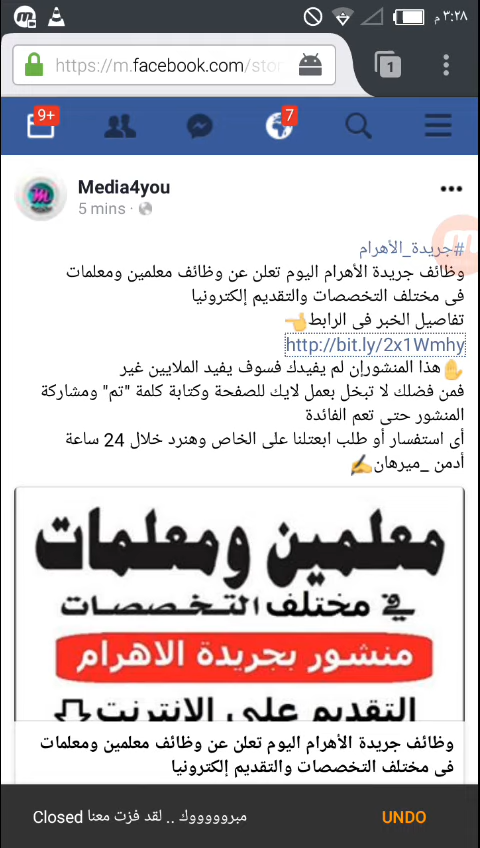 ٣:٢٨ م
https://m.facebook.com/stor
1
9+
7
Media4you
5 mins ·
#جريدة_الأهرام
وظائف جريدة الأهرام اليوم تعلن عن وظائف معلمين ومعلمات
فى مختلف التخصصات والتقديم إلكترونيا
تفاصيل الخبر فى الرابط👈
http://bit.ly/2x1Wmhy
✋هذا المنشورإن لم يفيدك فسوف يفيد الملايين غير
فمن فضلك لا تبخل بعمل لايك للصفحة وكتابة كلمة "تم" ومشاركة
المنشور حتى تعم الفائدة
أى استفسار أو طلب ابعتلنا على الخاص وهنرد خلال 24 ساعة
أدمن _ميرهان✍
معلمين ومعلمات
في مختلف التخصصات
منشور بجريدة الاهرام
التقديم على الانترنت
وظائف جريدة الأهرام اليوم تعلن عن وظائف معلمين ومعلمات
فى مختلف التخصصات والتقديم إلكترونيا
مبرووووووك .. لقد فزت معنا Closed
UNDO